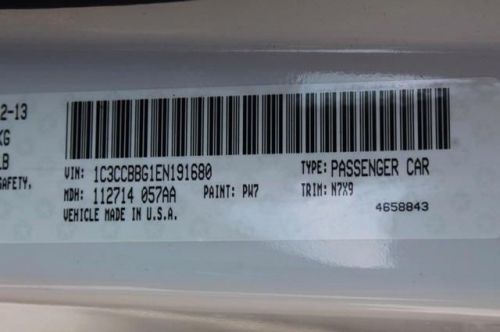 2-13
KG
LB
SAFETY,
VIN: 1C3CCBBG1EN191680
TYPE: PASSENGER CAR
MDH: 112714 057AA
PAINT: PW7
TRIM: N7X9
VEHICLE MADE IN U.S.A.
4658843